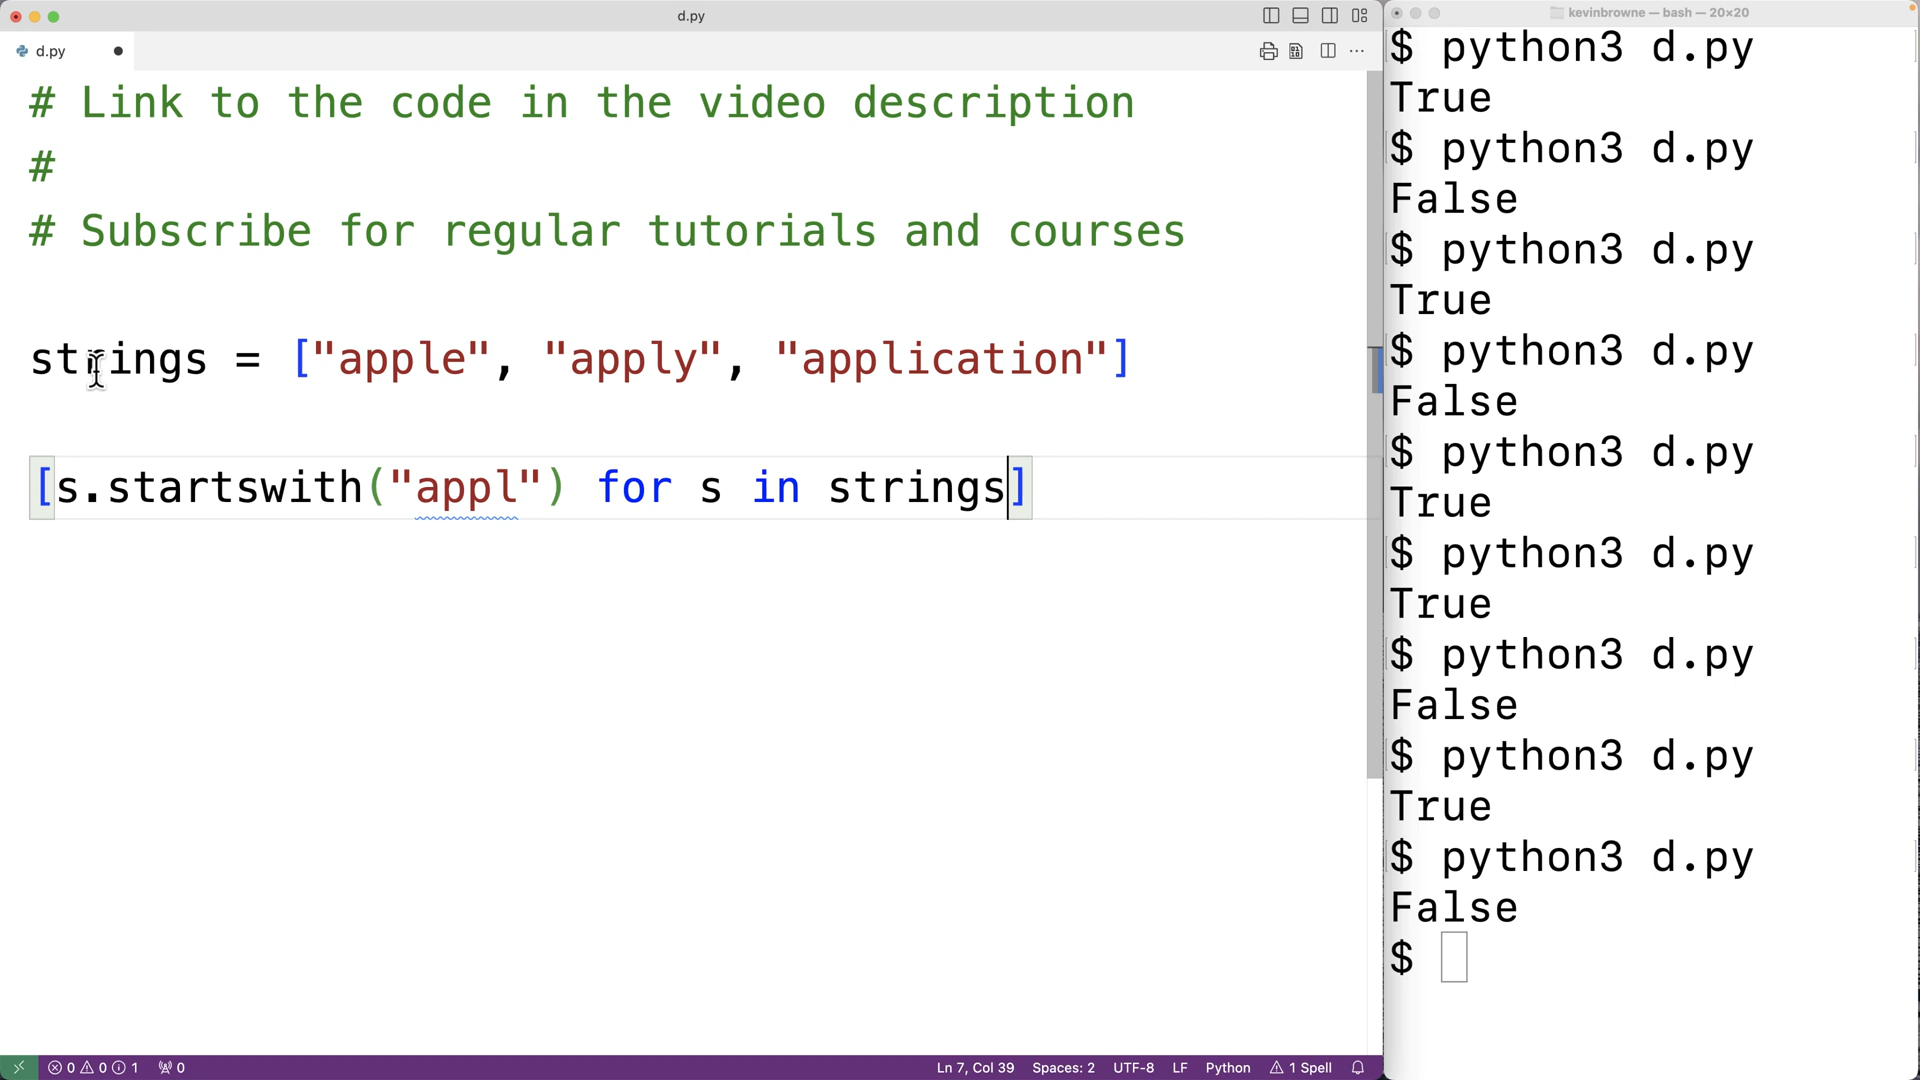 d.py
d.py
# Link to the code in the video description
#
# Subscribe for regular tutorials and courses
strings = ["apple", "apply", "application"]
[s.startswith("appl") for s in strings]
0 0 1 0
Ln 7, Col 39 Spaces: 2 UTF-8 LF Python 1 Spell
kevinbrowne — bash — 20×20
$ python3 d.py
True
$ python3 d.py
False
$ python3 d.py
True
$ python3 d.py
False
$ python3 d.py
True
$ python3 d.py
True
$ python3 d.py
False
$ python3 d.py
True
$ python3 d.py
False
$